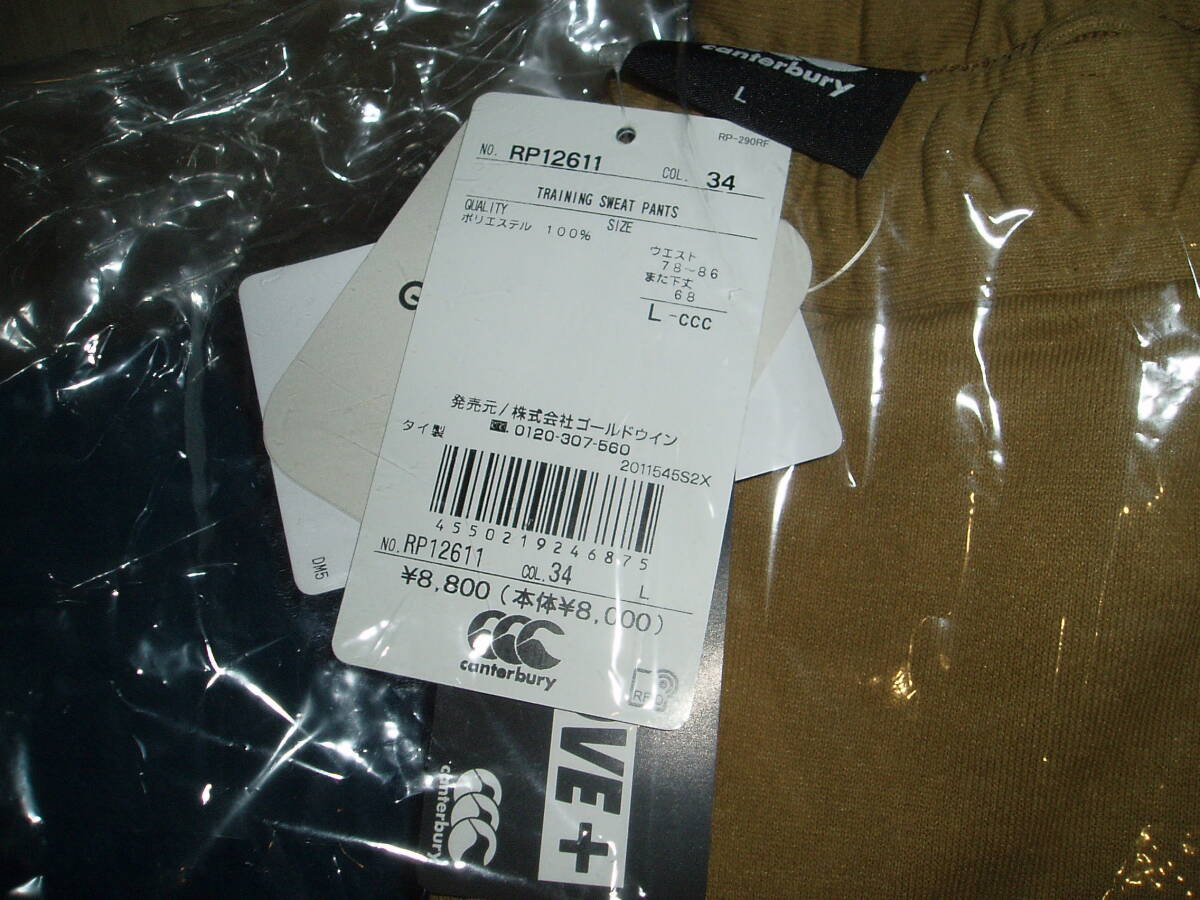 canterbury
L
RP-290RF
NO. RP12611 COL. 34
TRAINING SWEAT PANTS
QUALITY SIZE
ポリエステル 100%
ウエスト
78～86
また下丈
68
L -CCC
発売元/株式会社ゴールドウイン
0120-307-560
タイ製
2011545S2X
4550219246875
NO. RP12611 COL. 34 L
¥8,800 (本体¥8,000)
CCC
canterbury
RFID
DM5
VE+
CCC
canterbury